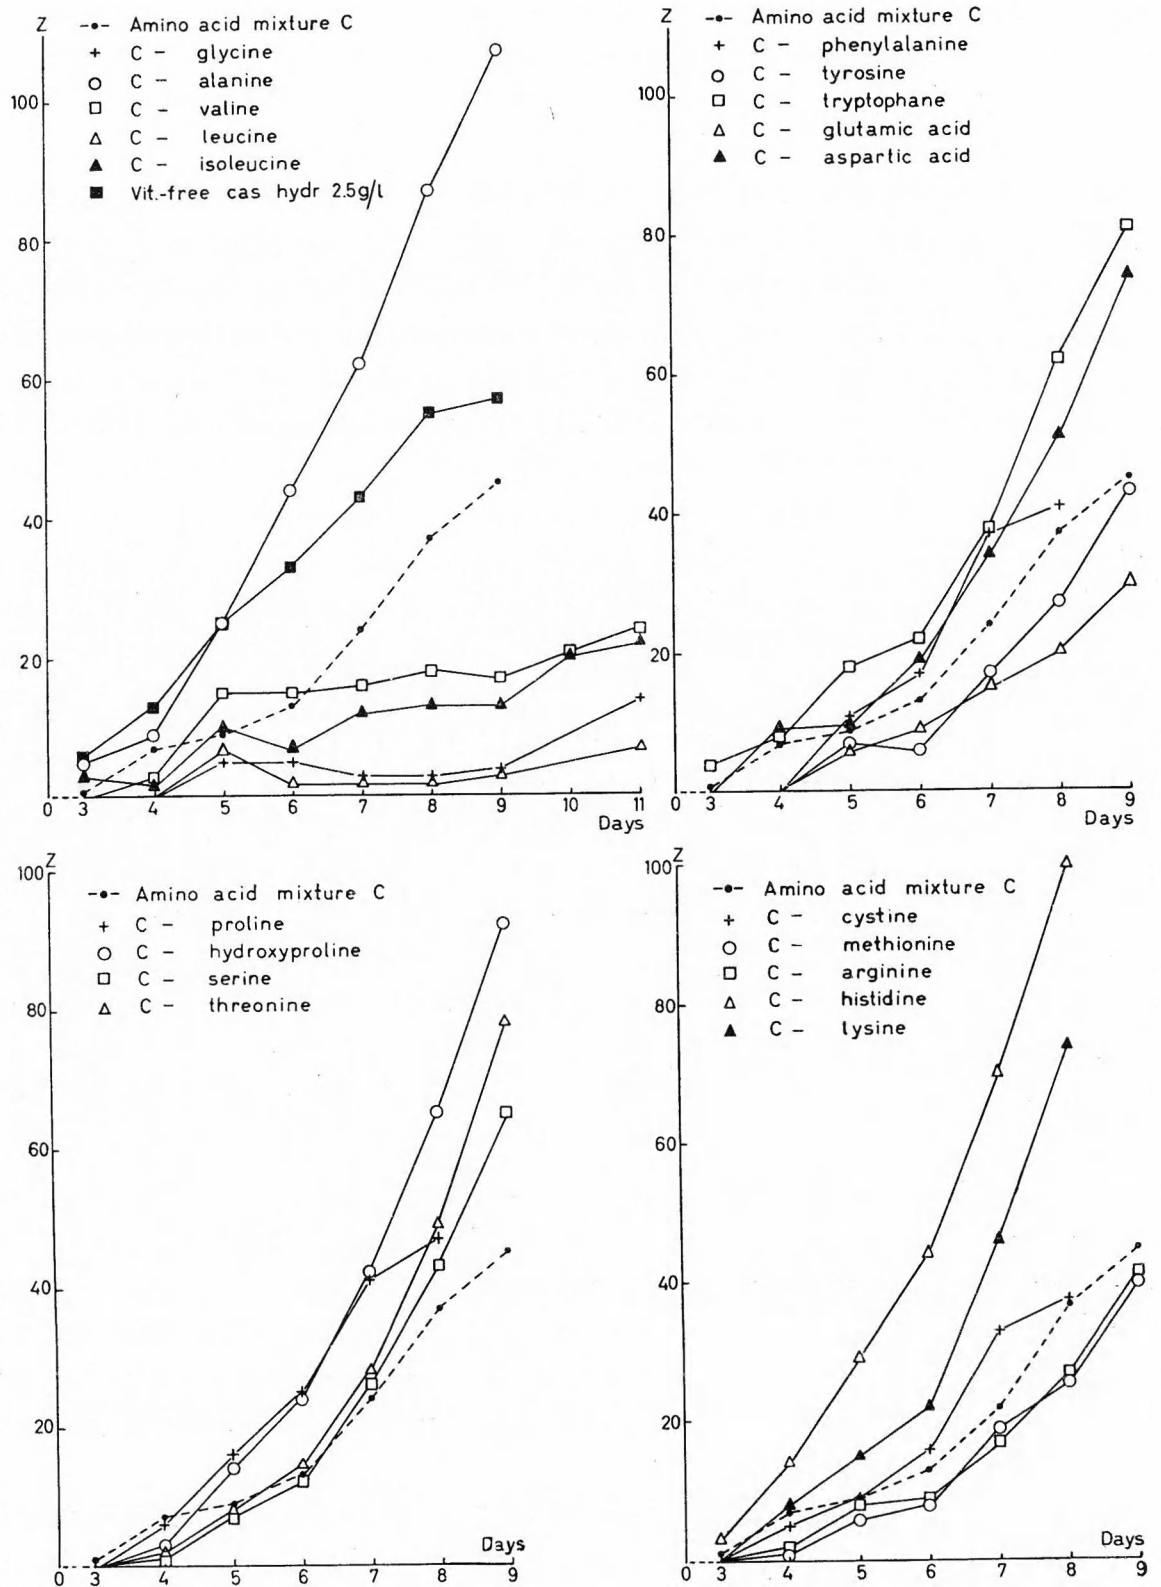 Z
-•- Amino acid mixture C
+ C - glycine
○ C - alanine
□ C - valine
△ C - leucine
▲ C - isoleucine
■ Vit.-free cas hydr 2.5g/l
100
80
60
40
20
0 3 4 5 6 7 8 9 10 11
Days
Z
-•- Amino acid mixture C
+ C - phenylalanine
○ C - tyrosine
□ C - tryptophane
△ C - glutamic acid
▲ C - aspartic acid
100
80
60
40
20
0 3 4 5 6 7 8 9
Days
100 Z
-•- Amino acid mixture C
+ C - proline
○ C - hydroxyproline
□ C - serine
△ C - threonine
80
60
40
20
Days
0 3 4 5 6 7 8 9
100 Z
-•- Amino acid mixture C
+ C - cystine
○ C - methionine
□ C - arginine
△ C - histidine
▲ C - lysine
80
60
40
20
Days
0 3 4 5 6 7 8 9